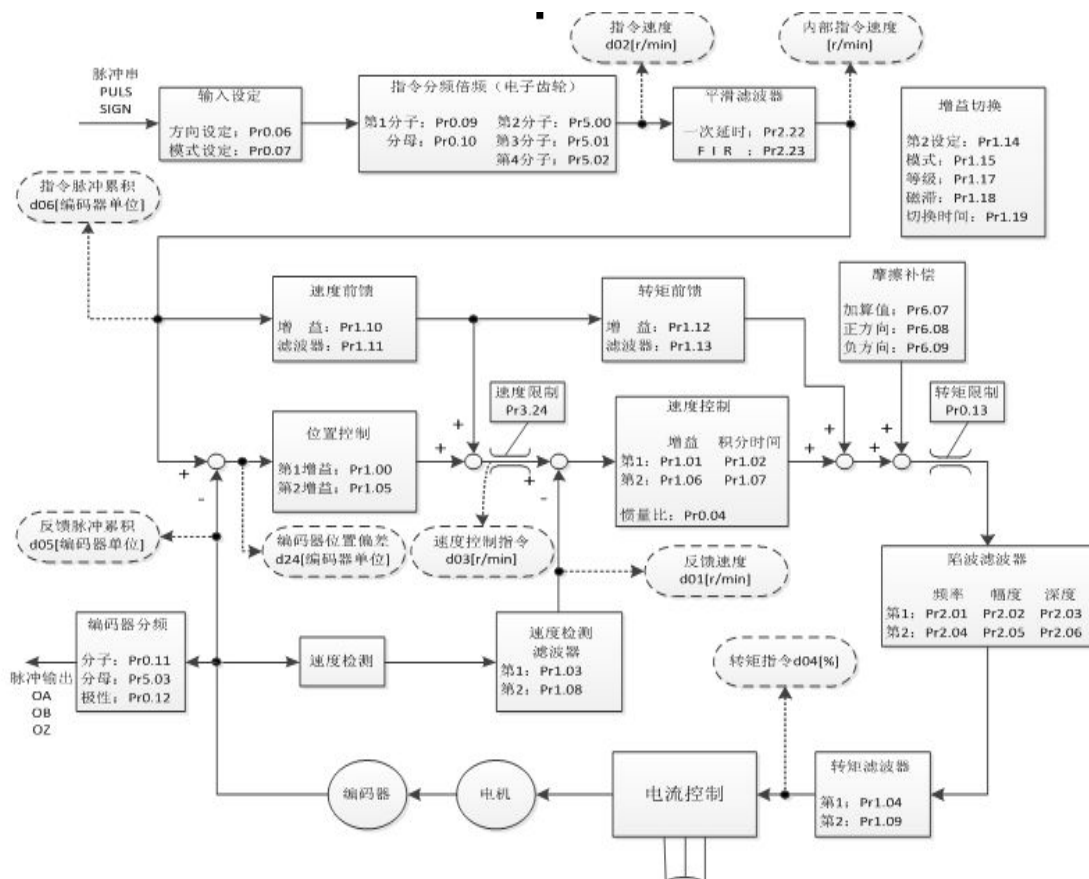 指令速度
d02[r/min]
内部指令速度
[r/min]
脉冲串
PULS
SIGN
输入设定
方向设定：Pr0.06
模式设定：Pr0.07
指令分频倍频（电子齿轮）
第1分子：Pr0.09 第2分子：Pr5.00
分母：Pr0.10 第3分子：Pr5.01
第4分子：Pr5.02
平滑滤波器
一次延时：Pr2.22
FIR ：Pr2.23
增益切换
第2设定：Pr1.14
模式：Pr1.15
等级：Pr1.17
磁滞：Pr1.18
切换时间：Pr1.19
指令脉冲累积
d06[编码器单位]
速度前馈
增 益：Pr1.10
滤波器：Pr1.11
转矩前馈
增 益：Pr1.12
滤波器：Pr1.13
摩擦补偿
加算值：Pr6.07
正方向：Pr6.08
负方向：Pr6.09
速度限制
Pr3.24
转矩限制
Pr0.13
位置控制
第1增益：Pr1.00
第2增益：Pr1.05
速度控制
增益 积分时间
第1：Pr1.01 Pr1.02
第2：Pr1.06 Pr1.07
惯量比：Pr0.04
+
-
+
+
+
-
+
+
+
+
反馈脉冲累积
d05[编码器单位]
编码器位置偏差
d24[编码器单位]
速度控制指令
d03[r/min]
反馈速度
d01[r/min]
陷波滤波器
频率 幅度 深度
第1：Pr2.01 Pr2.02 Pr2.03
第2：Pr2.04 Pr2.05 Pr2.06
编码器分频
分子：Pr0.11
分母：Pr5.03
极性：Pr0.12
脉冲输出
OA
OB
OZ
速度检测
速度检测
滤波器
第1：Pr1.03
第2：Pr1.08
转矩指令d04[%]
编码器
电机
电流控制
转矩滤波器
第1：Pr1.04
第2：Pr1.09